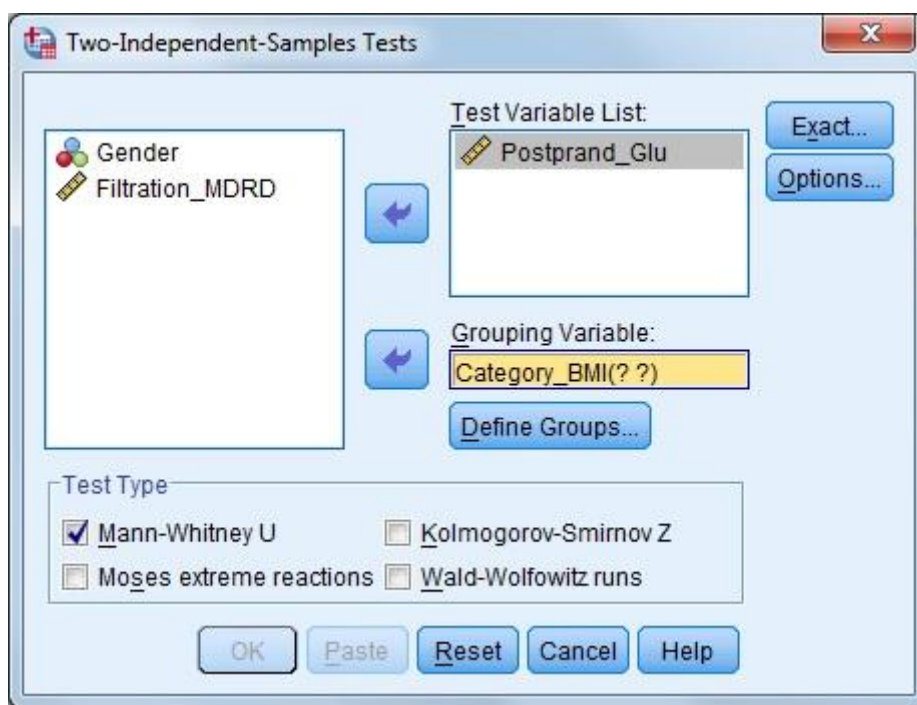 Two-Independent-Samples Tests
Test Variable List:
Gender
Filtration_MDRD
Postprand_Glu
Exact...
Options...
Grouping Variable:
Category_BMI(? ?)
Define Groups...
Test Type
Mann-Whitney U
Kolmogorov-Smirnov Z
Moses extreme reactions
Wald-Wolfowitz runs
OK
Paste
Reset
Cancel
Help